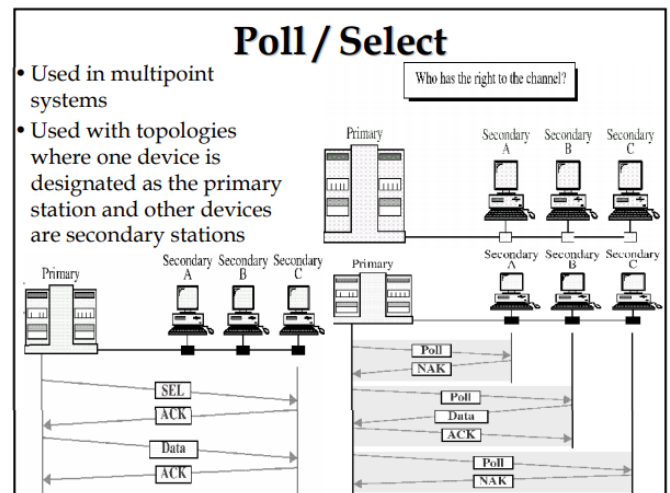 Poll / Select
• Used in multipoint
systems
• Used with topologies
where one device is
designated as the primary
station and other devices
are secondary stations
Who has the right to the channel?
Primary
Secondary Secondary Secondary
A B C
Primary
Secondary Secondary Secondary
A B C
SEL
ACK
Data
ACK
Primary
Secondary Secondary Secondary
A B C
Poll
NAK
Poll
Data
ACK
Poll
NAK